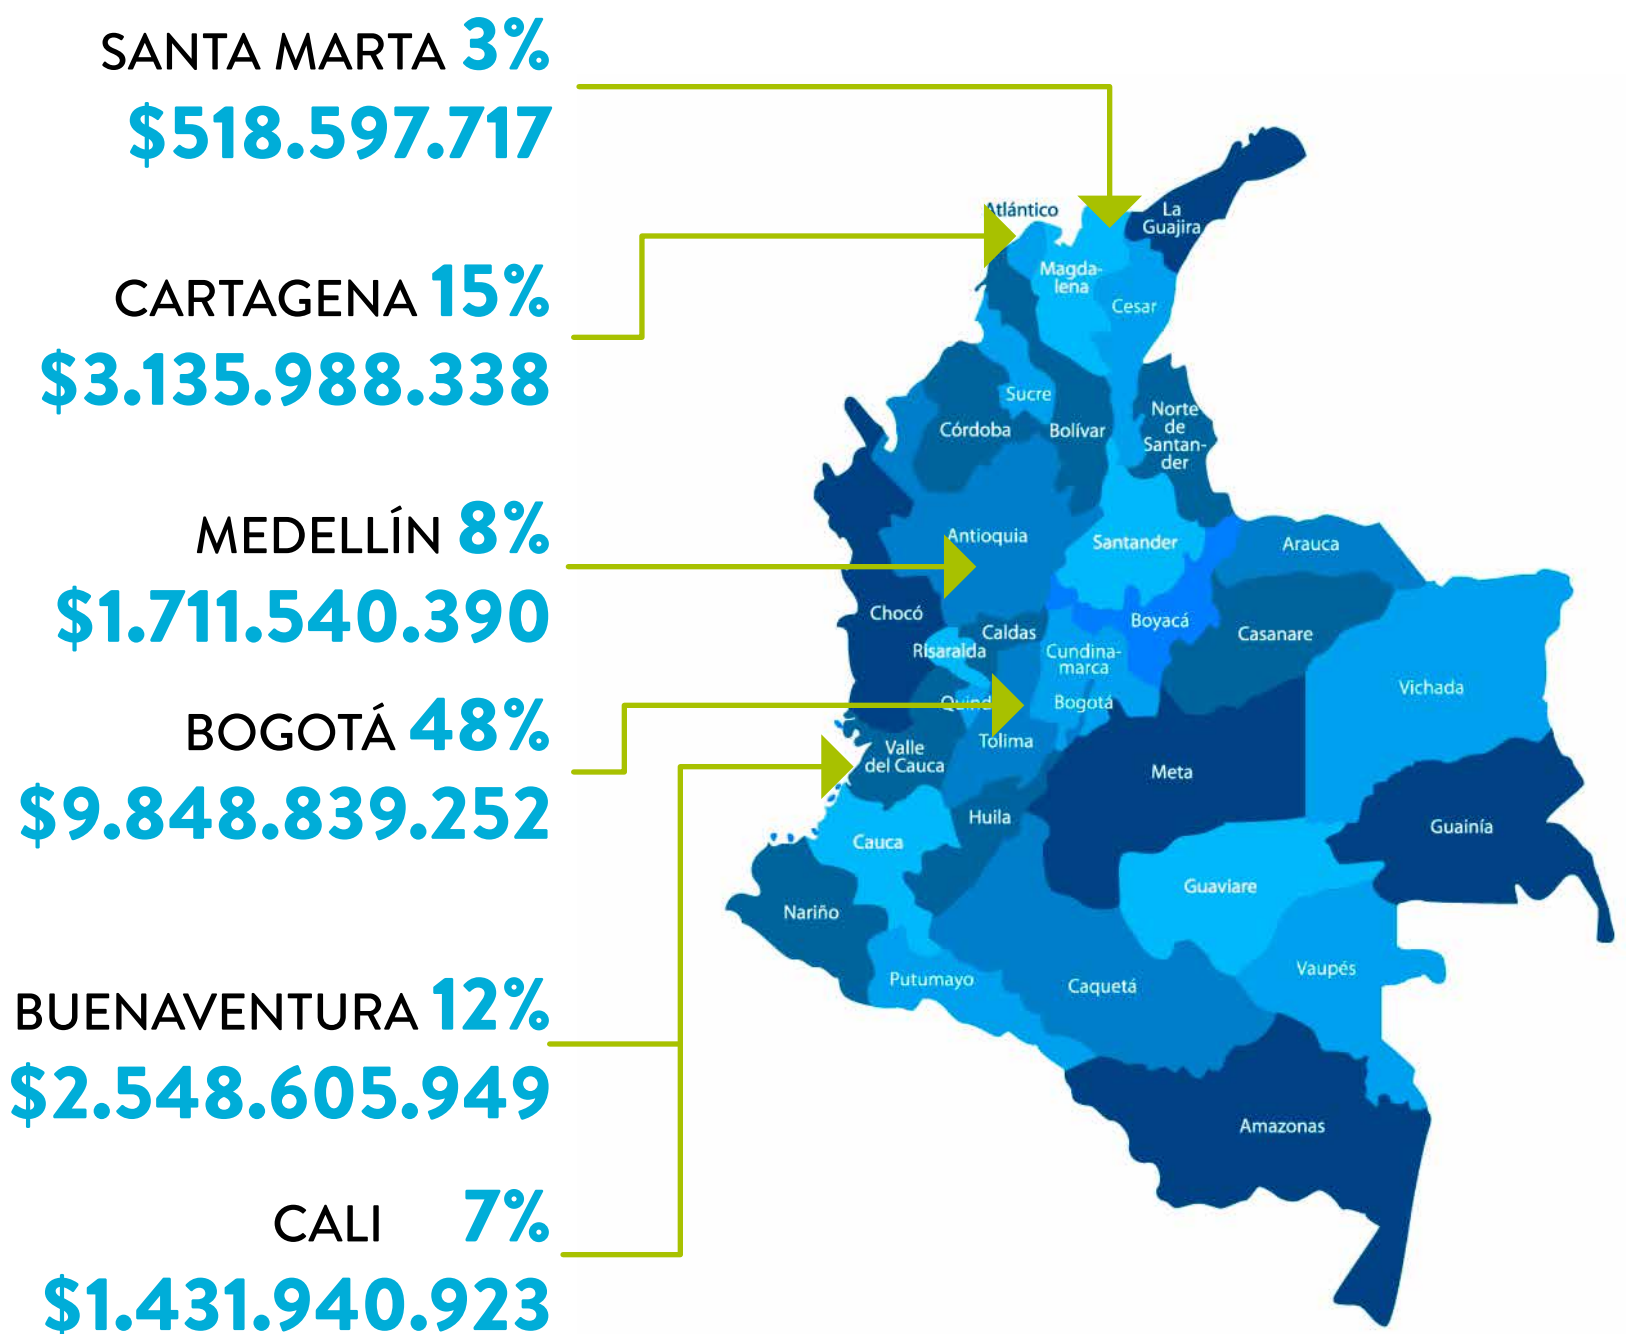 SANTA MARTA 3%
$518.597.717
CARTAGENA 15%
$3.135.988.338
MEDELLÍN 8%
$1.711.540.390
BOGOTÁ 48%
$9.848.839.252
BUENAVENTURA 12%
$2.548.605.949
CALI 7%
$1.431.940.923
Atlántico
La
Guajira
Magda-
lena
Cesar
Sucre
Córdoba
Bolívar
Norte
de
Santan-
der
Antioquia
Santander
Arauca
Chocó
Caldas
Boyacá
Casanare
Risaralda
Cundina-
marca
Quind
Bogotá
Vichada
Tolima
Valle
del Cauca
Meta
Huila
Guainía
Cauca
Guaviare
Nariño
Vaupés
Putumayo
Caquetá
Amazonas